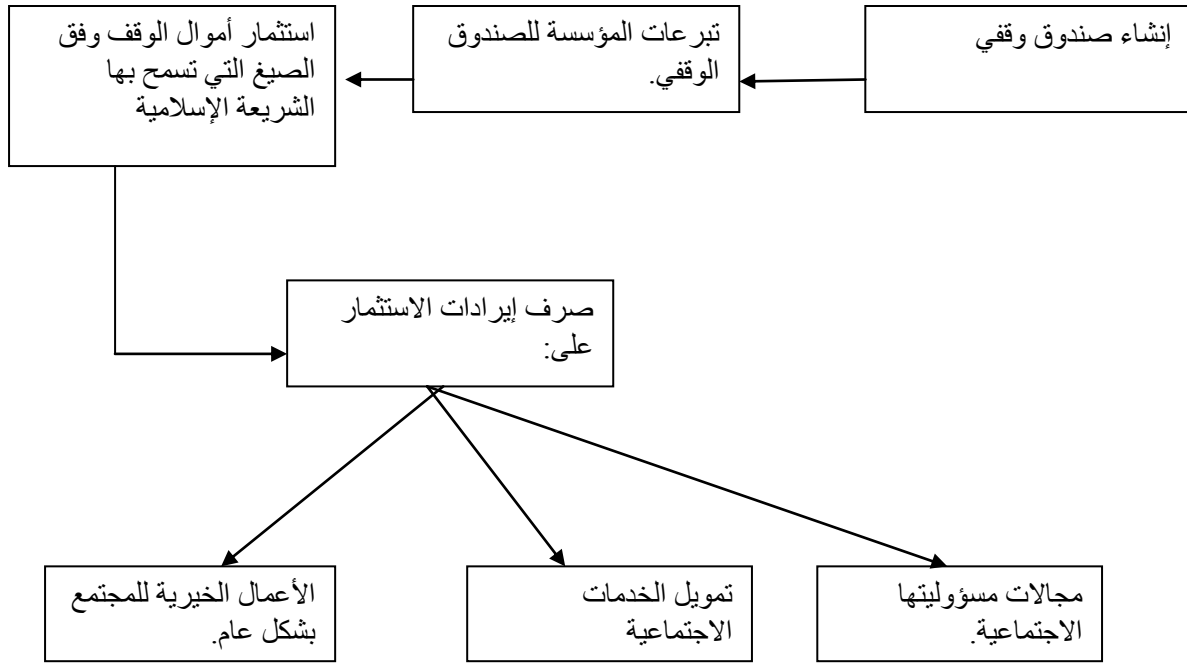 إنشاء صندوق وقفي
تبرعات المؤسسة للصندوق
الوقفي.
استثمار أموال الوقف وفق
الصيغ التي تسمح بها
الشريعة الإسلامية
صرف إيرادات الاستثمار
على:
مجالات مسؤوليتها
الاجتماعية.
تمويل الخدمات
الاجتماعية
الأعمال الخيرية للمجتمع
بشكل عام.